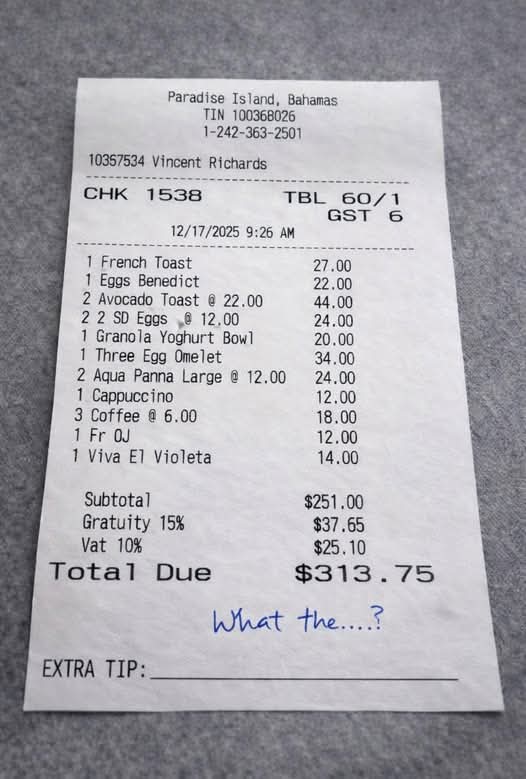 Paradise Island, Bahamas
TIN 100368026
1-242-363-2501
10367534 Vincent Richards
CHK 1538 TBL 60/1
GST 6
12/17/2025 9:26 AM
1 French Toast 27.00
1 Eggs Benedict 22.00
2 Avocado Toast @ 22.00 44.00
2 2 SD Eggs @ 12.00 24.00
1 Granola Yoghurt Bowl 20.00
1 Three Egg Omelet 34.00
2 Aqua Panna Large @ 12.00 24.00
1 Cappuccino 12.00
3 Coffee @ 6.00 18.00
1 Fr OJ 12.00
1 Viva El Violeta 14.00
Subtotal $251.00
Gratuity 15% $37.65
Vat 10% $25.10
Total Due $313.75
What the....?
EXTRA TIP: